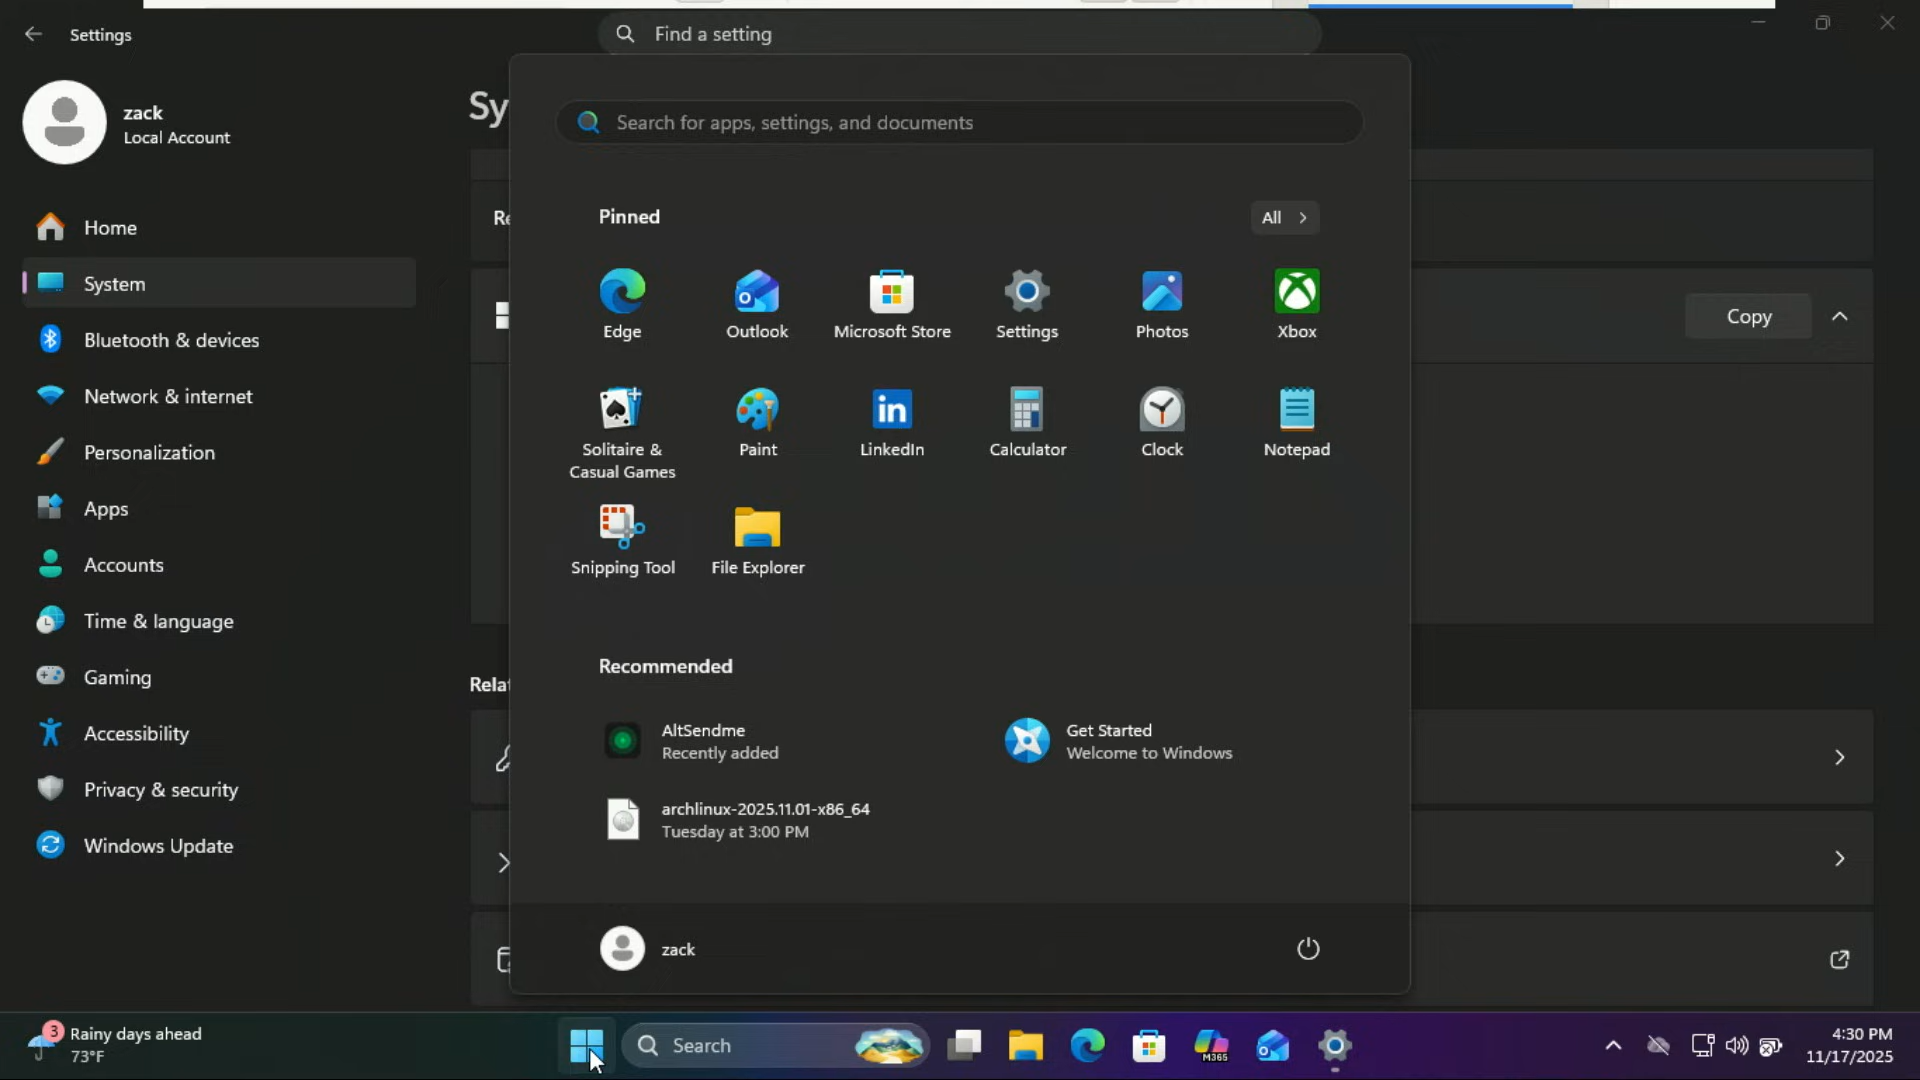 Settings
Find a setting
zack
Local Account
Home
System
Bluetooth & devices
Network & internet
Personalization
Apps
Accounts
Time & language
Gaming
Accessibility
Privacy & security
Windows Update
Sy
Re
Copy
Relat
Search for apps, settings, and documents
Pinned
All
Edge
Outlook
Microsoft Store
Settings
Photos
Xbox
Solitaire &
Casual Games
Paint
LinkedIn
Calculator
Clock
Notepad
Snipping Tool
File Explorer
Recommended
AltSendme
Recently added
Get Started
Welcome to Windows
archlinux-2025.11.01-x86_64
Tuesday at 3:00 PM
zack
3
Rainy days ahead
73°F
Search
M365
4:30 PM
11/17/2025